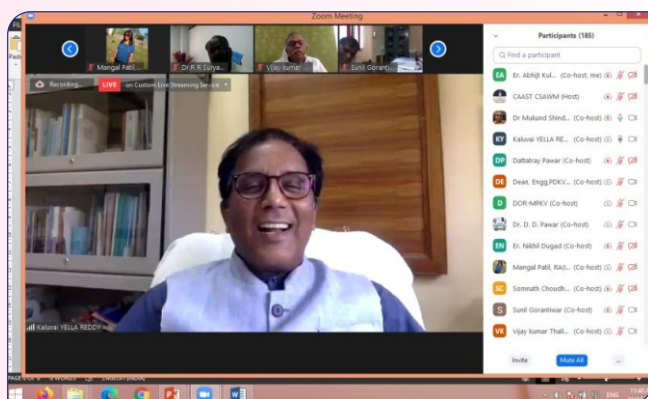 Zoom Meeting
Mangal Patil,...
Dr.R R Surya...
Vijay kumar ...
Sunil Goranti...
Recording...
LIVE on Custom Live Streaming Service
Kaluvai YELLA REDDY
Participants (185)
Find a participant
EA Er. Abhijt Kul... (Co-host, me)
CAAST CSAWM (Host)
Dr Mukund Shind... (Co-host)
KY Kaluvai YELLA RE... (Co-host)
DP Dattatray Pawar (Co-host)
DE Dean, Engg.PDKV... (Co-host)
D DOR-MPKV (Co-host)
Dr. D. D. Pawar (Co-host)
EN Er. Nikhil Dugad (Co-host)
Mangal Patil, RA(I... (Co-host)
SC Somnath Choudh... (Co-host)
S Sunil Gorantiwar (Co-host)
VK Vijay kumar Thall... (Co-host)
Invite
Mute All
...
ENG